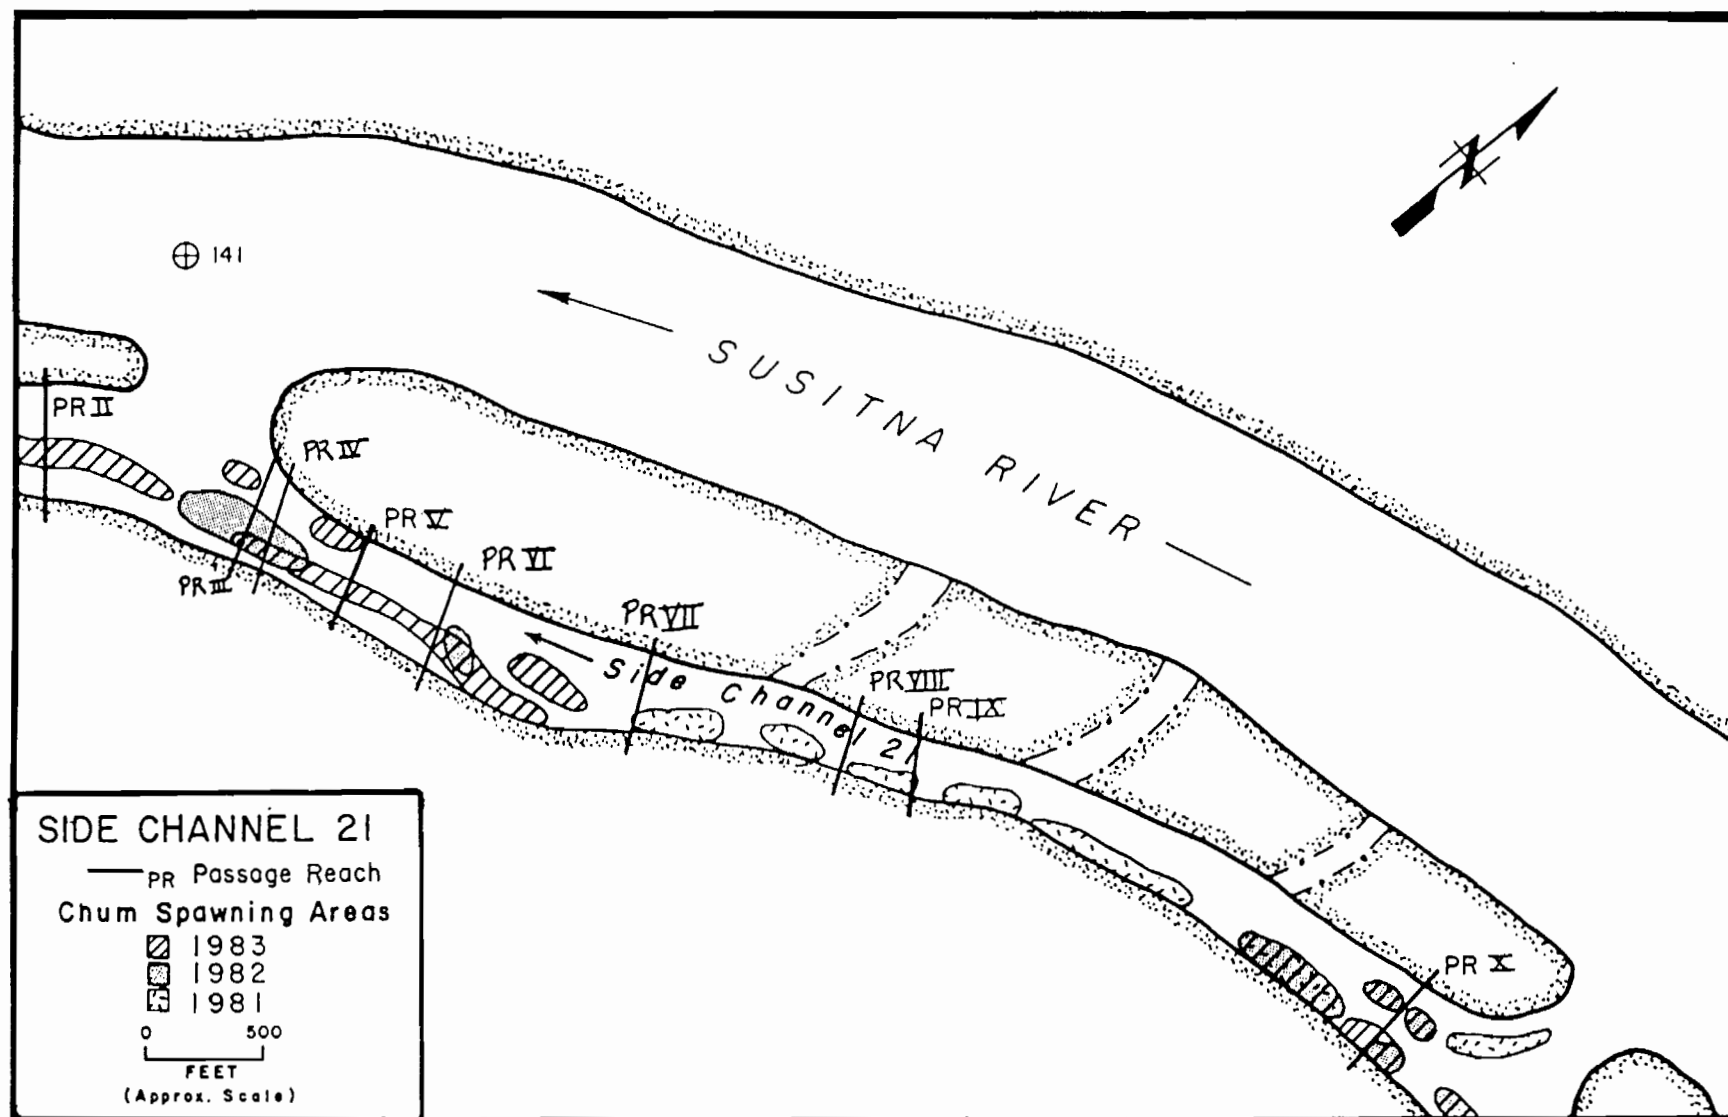 N
⊕ 141
SUSITNA RIVER
PR II
PR IV
PR V
PR III
PR VI
PR VII
Side Channel 21
PR VIII
PR IX
PR X
SIDE CHANNEL 21
PR Passage Reach
Chum Spawning Areas
1983
1982
1981
0 500
FEET
(Approx. Scale)